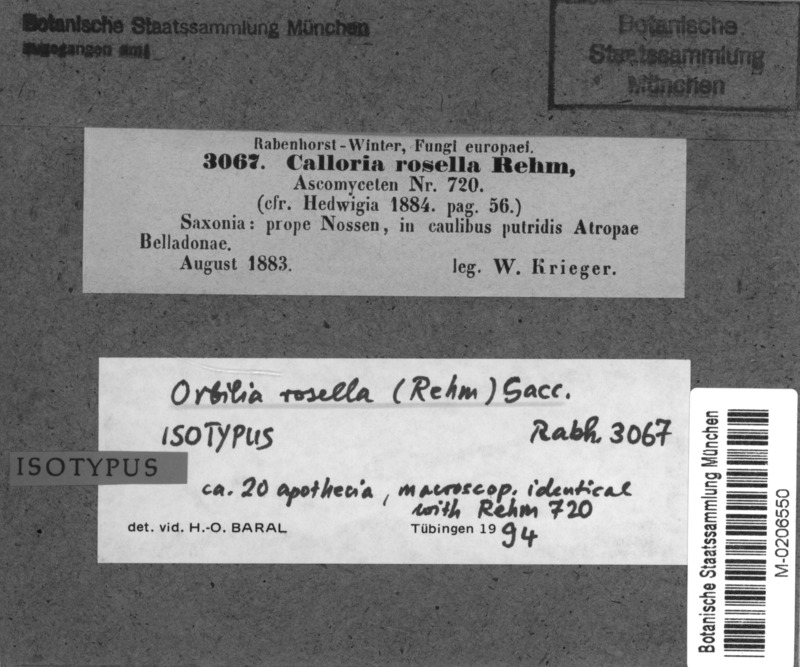 Botanische Staatssammlung München
eingegangen am:
Botanische
Staatssammlung
München
Rabenhorst-Winter, Fungi europaei.
3067. Calloria rosella Rehm,
Ascomyceten Nr. 720.
(cfr. Hedwigia 1884. pag. 56.)
Saxonia: prope Nossen, in caulibus putridis Atropae
Belladonae.
August 1883. leg. W. Krieger.
Orbilia rosella (Rehm) Sacc.
ISOTYPUS Rabh. 3067
ISOTYPUS
ca. 20 apothecia, macroscop. identical
with Rehm 720
det. vid. H.-O. BARAL Tübingen 1994
Botanische Staatssammlung München
M-0206550